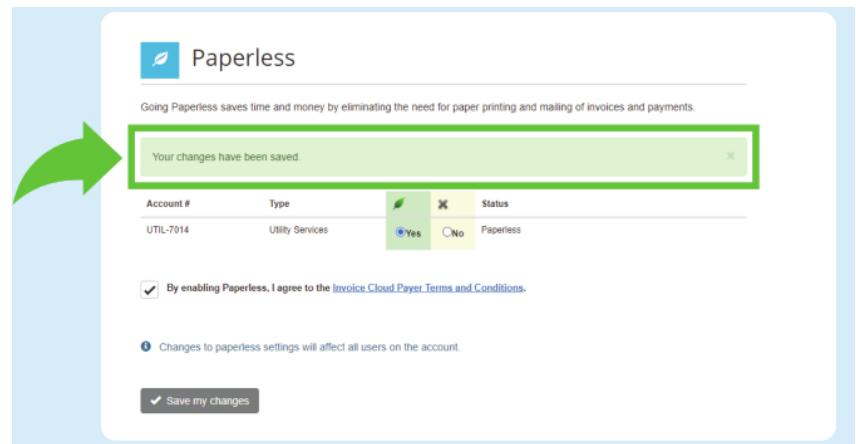 Paperless
Going Paperless saves time and money by eliminating the need for paper printing and mailing of invoices and payments.
Your changes have been saved.
Account # Type Status
UTIL-7014 Utility Services Yes No Paperless
By enabling Paperless, I agree to the Invoice Cloud Payer Terms and Conditions.
Changes to paperless settings will affect all users on the account.
Save my changes